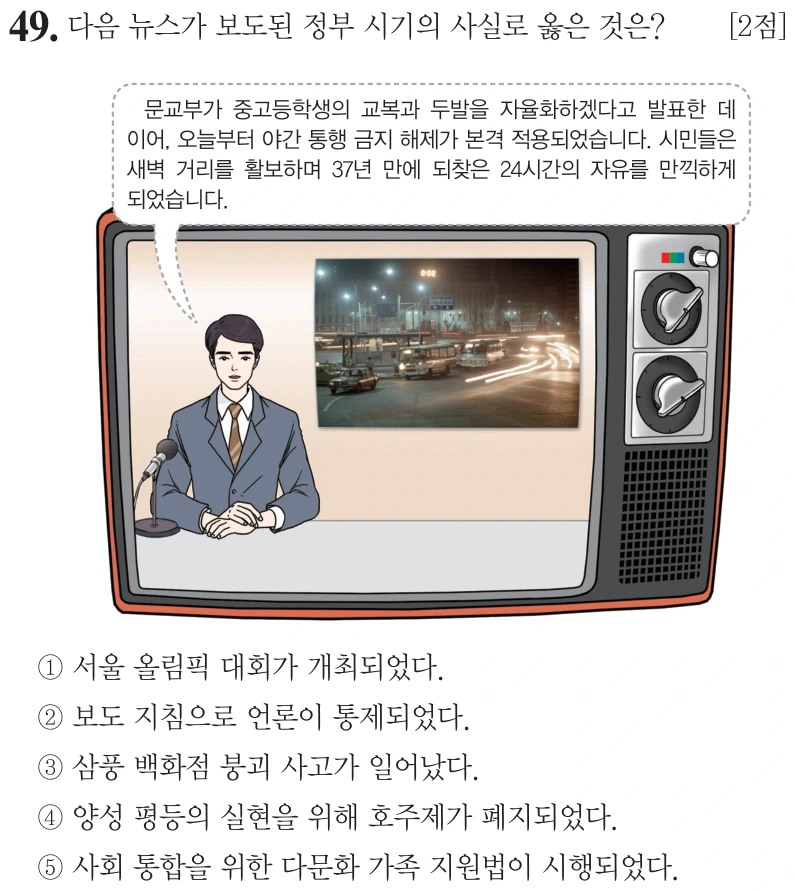 49. 다음 뉴스가 보도된 정부 시기의 사실로 옳은 것은? [2점]
문교부가 중고등학생의 교복과 두발을 자율화하겠다고 발표한 데
이어, 오늘부터 야간 통행 금지 해제가 본격 적용되었습니다. 시민들은
새벽 거리를 활보하며 37년 만에 되찾은 24시간의 자유를 만끽하게
되었습니다.
0:02
① 서울 올림픽 대회가 개최되었다.
② 보도 지침으로 언론이 통제되었다.
③ 삼풍 백화점 붕괴 사고가 일어났다.
④ 양성 평등의 실현을 위해 호주제가 폐지되었다.
⑤ 사회 통합을 위한 다문화 가족 지원법이 시행되었다.